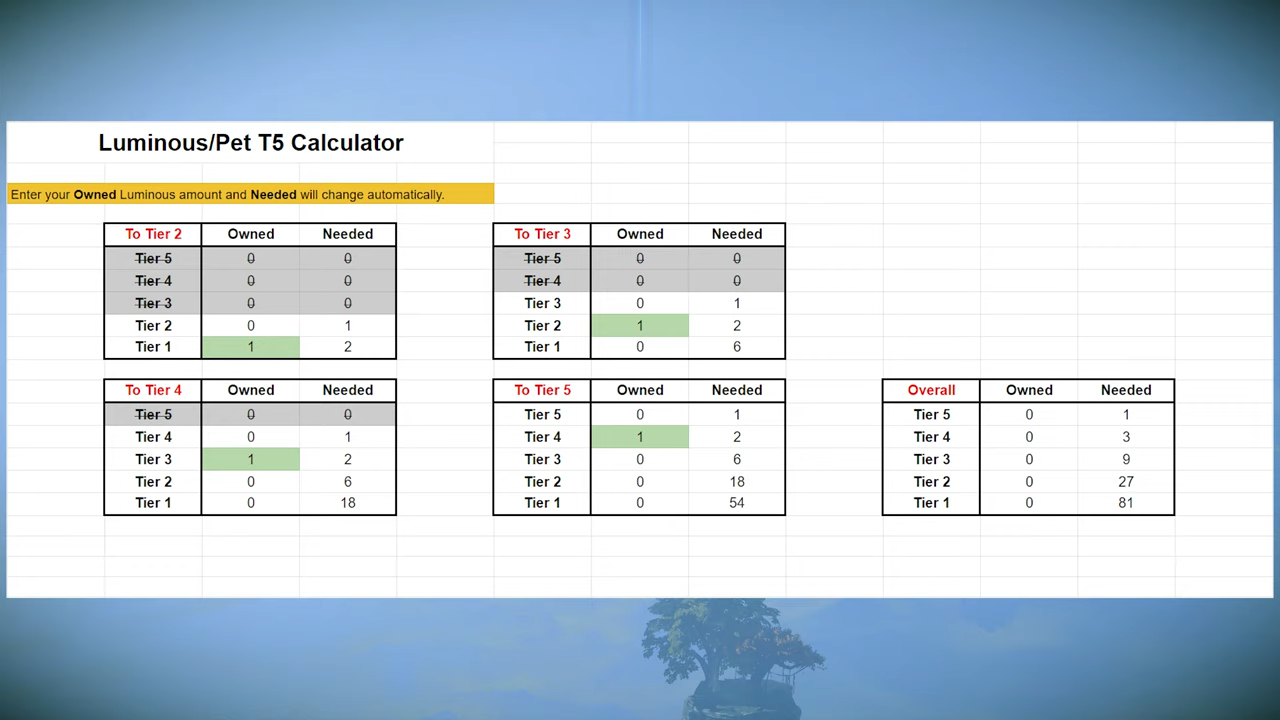 Luminous/Pet T5 Calculator
Enter your Owned Luminous amount and Needed will change automatically.
To Tier 2 Owned Needed
Tier 5 0 0
Tier 4 0 0
Tier 3 0 0
Tier 2 0 1
Tier 1 1 2
To Tier 3 Owned Needed
Tier 5 0 0
Tier 4 0 0
Tier 3 0 1
Tier 2 1 2
Tier 1 0 6
To Tier 4 Owned Needed
Tier 5 0 0
Tier 4 0 1
Tier 3 1 2
Tier 2 0 6
Tier 1 0 18
To Tier 5 Owned Needed
Tier 5 0 1
Tier 4 1 2
Tier 3 0 6
Tier 2 0 18
Tier 1 0 54
Overall Owned Needed
Tier 5 0 1
Tier 4 0 3
Tier 3 0 9
Tier 2 0 27
Tier 1 0 81